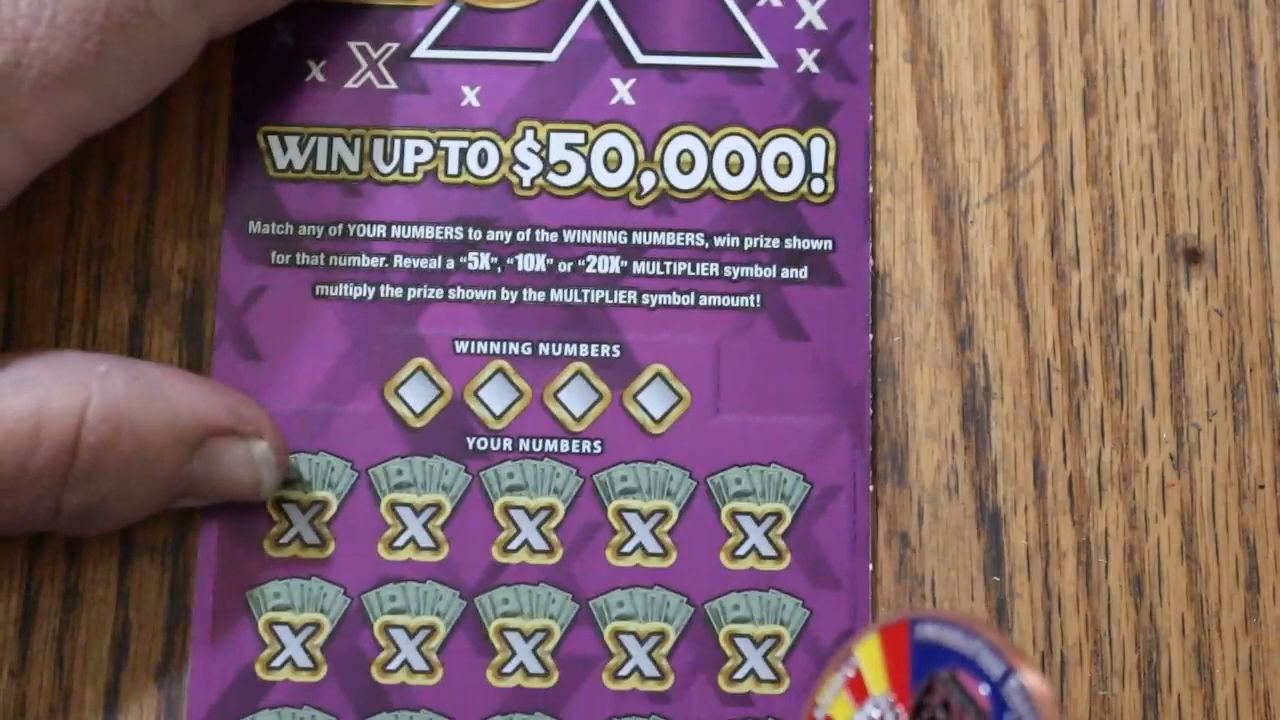 X
X X X X X X
WIN UP TO $50,000!
Match any of YOUR NUMBERS to any of the WINNING NUMBERS, win prize shown
for that number. Reveal a "5X", "10X" or "20X" MULTIPLIER symbol and
multiply the prize shown by the MULTIPLIER symbol amount!
WINNING NUMBERS
YOUR NUMBERS
X X X X X
X X X X X